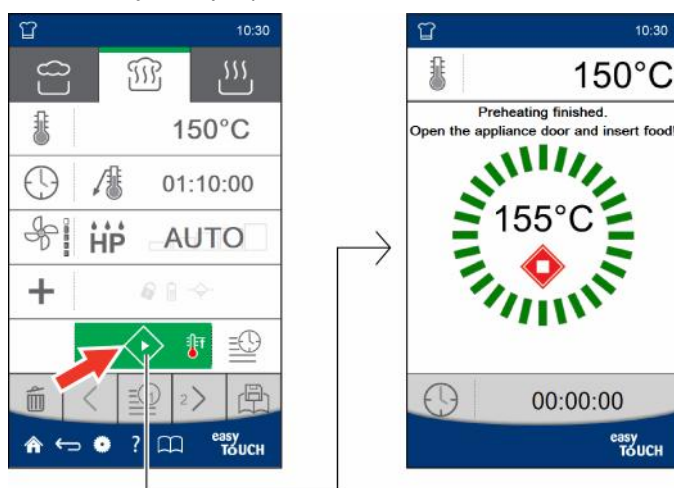 10:30
150°C
01:10:00
HP AUTO
1 2
?
easy
TOUCH
10:30
150°C
Preheating finished.
Open the appliance door and insert food!
155°C
00:00:00
easy
TOUCH